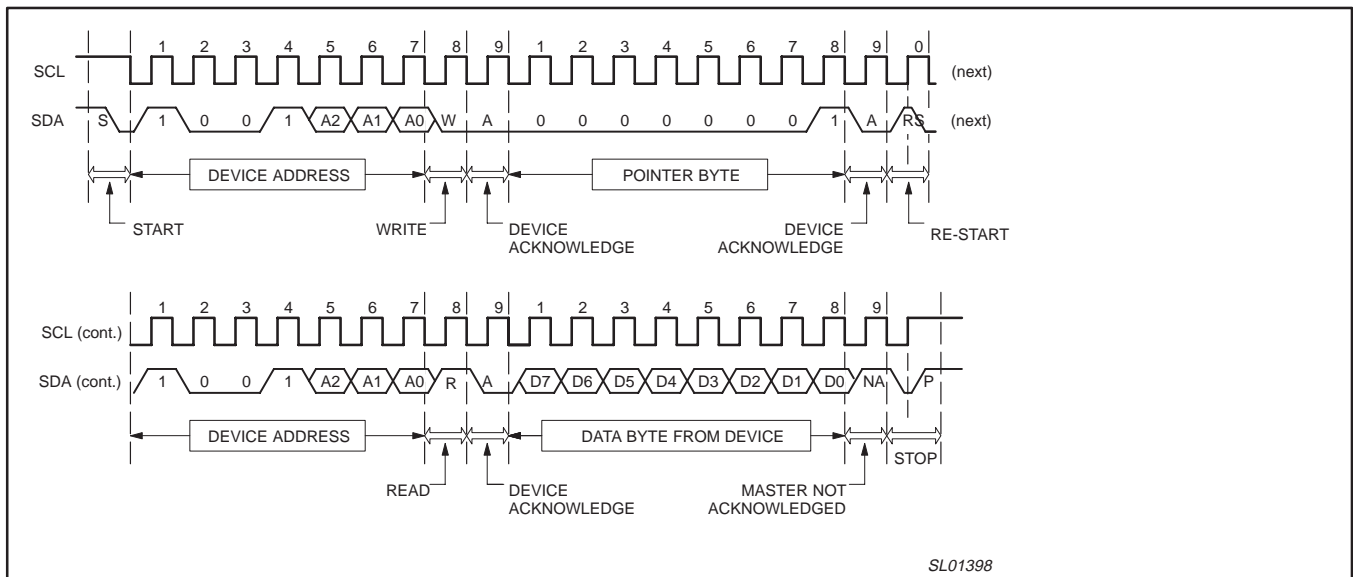 1 2 3 4 5 6 7 8 9 1 2 3 4 5 6 7 8 9 0
SCL (next)
SDA S 1 0 0 1 A2 A1 A0 W A 0 0 0 0 0 0 0 1 A RS (next)
DEVICE ADDRESS POINTER BYTE
START WRITE DEVICE DEVICE RE-START
ACKNOWLEDGE ACKNOWLEDGE
1 2 3 4 5 6 7 8 9 1 2 3 4 5 6 7 8 9
SCL (cont.)
SDA (cont.) 1 0 0 1 A2 A1 A0 R A D7 D6 D5 D4 D3 D2 D1 D0 NA P
DEVICE ADDRESS DATA BYTE FROM DEVICE
STOP
READ DEVICE MASTER NOT
ACKNOWLEDGE ACKNOWLEDGED
SL01398